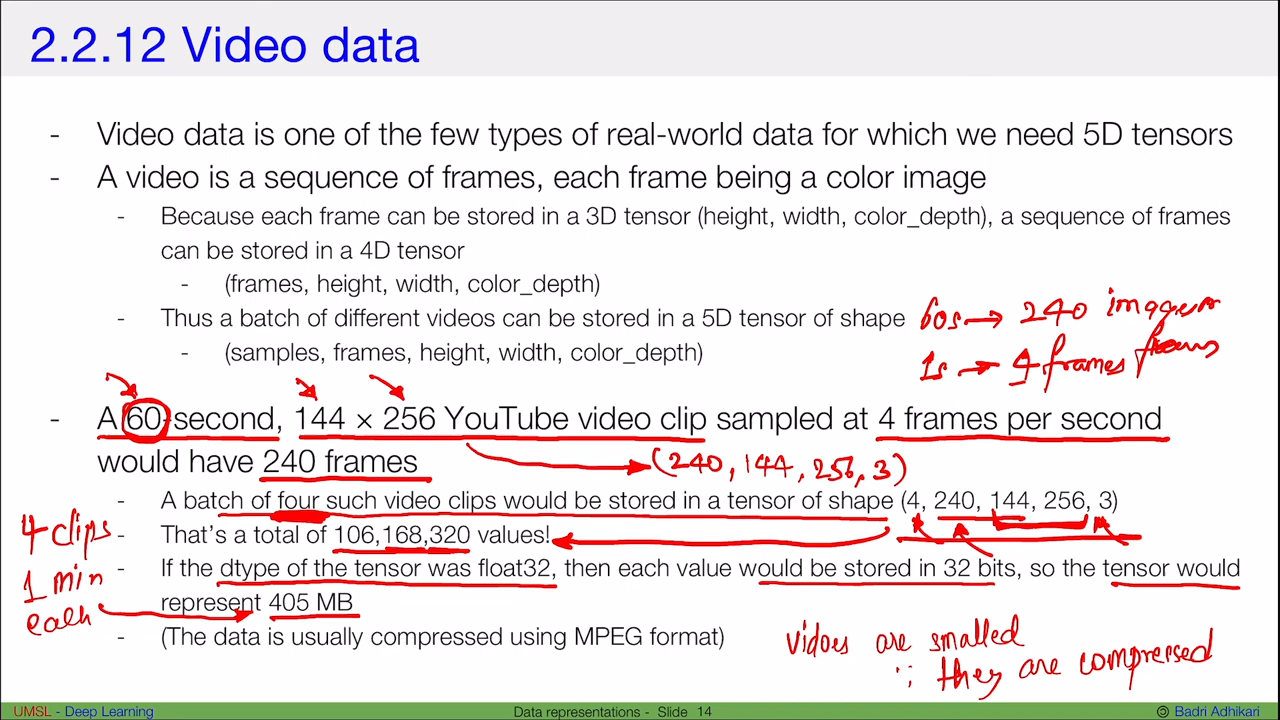 2.2.12 Video data
- Video data is one of the few types of real-world data for which we need 5D tensors
- A video is a sequence of frames, each frame being a color image
- Because each frame can be stored in a 3D tensor (height, width, color_depth), a sequence of frames
can be stored in a 4D tensor
- (frames, height, width, color_depth)
- Thus a batch of different videos can be stored in a 5D tensor of shape
- (samples, frames, height, width, color_depth)
60s → 240 images
1s → 4 frames
- A 60-second, 144 × 256 YouTube video clip sampled at 4 frames per second
would have 240 frames
(240, 144, 256, 3)
- A batch of four such video clips would be stored in a tensor of shape (4, 240, 144, 256, 3)
- That's a total of 106,168,320 values!
- If the dtype of the tensor was float32, then each value would be stored in 32 bits, so the tensor would
represent 405 MB
- (The data is usually compressed using MPEG format)
4 clips
1 min
each
vidoes are smalled
∵ they are compressed
UMSL - Deep Learning
Data representations - Slide 14
© Badri Adhikari